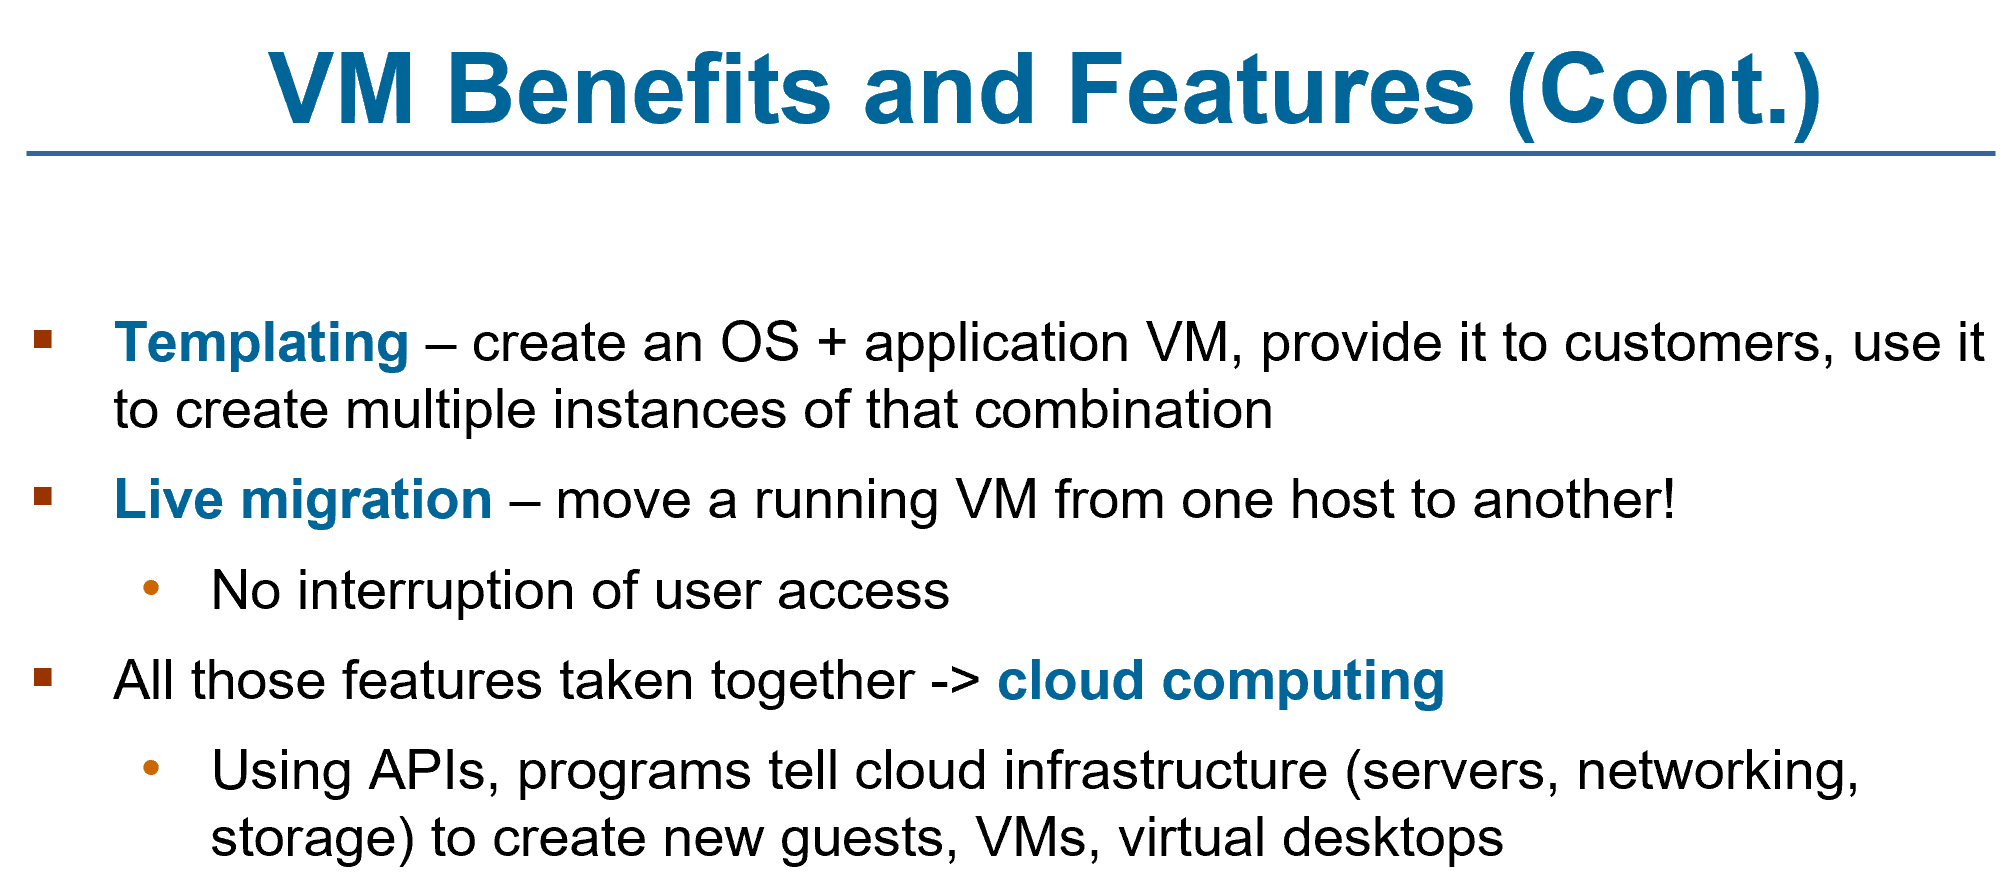 VM Benefits and Features (Cont.)
▪ Templating – create an OS + application VM, provide it to customers, use it
to create multiple instances of that combination
▪ Live migration – move a running VM from one host to another!
• No interruption of user access
▪ All those features taken together -> cloud computing
• Using APIs, programs tell cloud infrastructure (servers, networking,
storage) to create new guests, VMs, virtual desktops